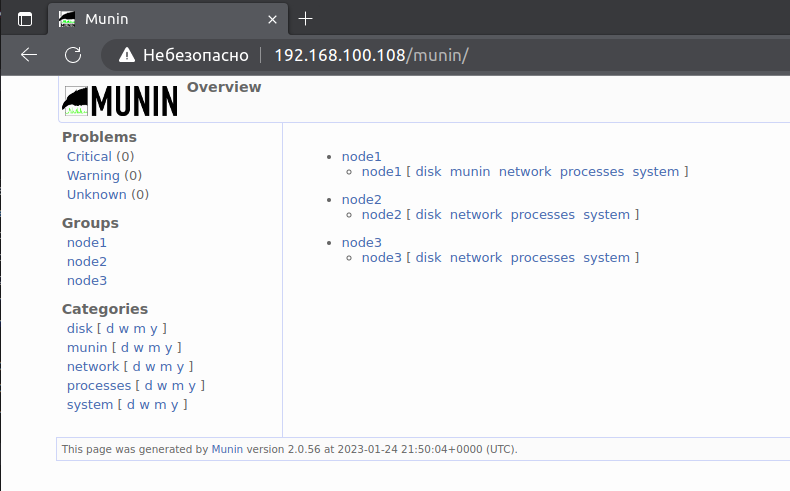 Munin
Небезопасно 192.168.100.108/munin/
MUNIN Overview
Problems
Critical (0)
Warning (0)
Unknown (0)
Groups
node1
node2
node3
Categories
disk [ d w m y ]
munin [ d w m y ]
network [ d w m y ]
processes [ d w m y ]
system [ d w m y ]
node1
node1 [ disk munin network processes system ]
node2
node2 [ disk network processes system ]
node3
node3 [ disk network processes system ]
This page was generated by Munin version 2.0.56 at 2023-01-24 21:50:04+0000 (UTC).